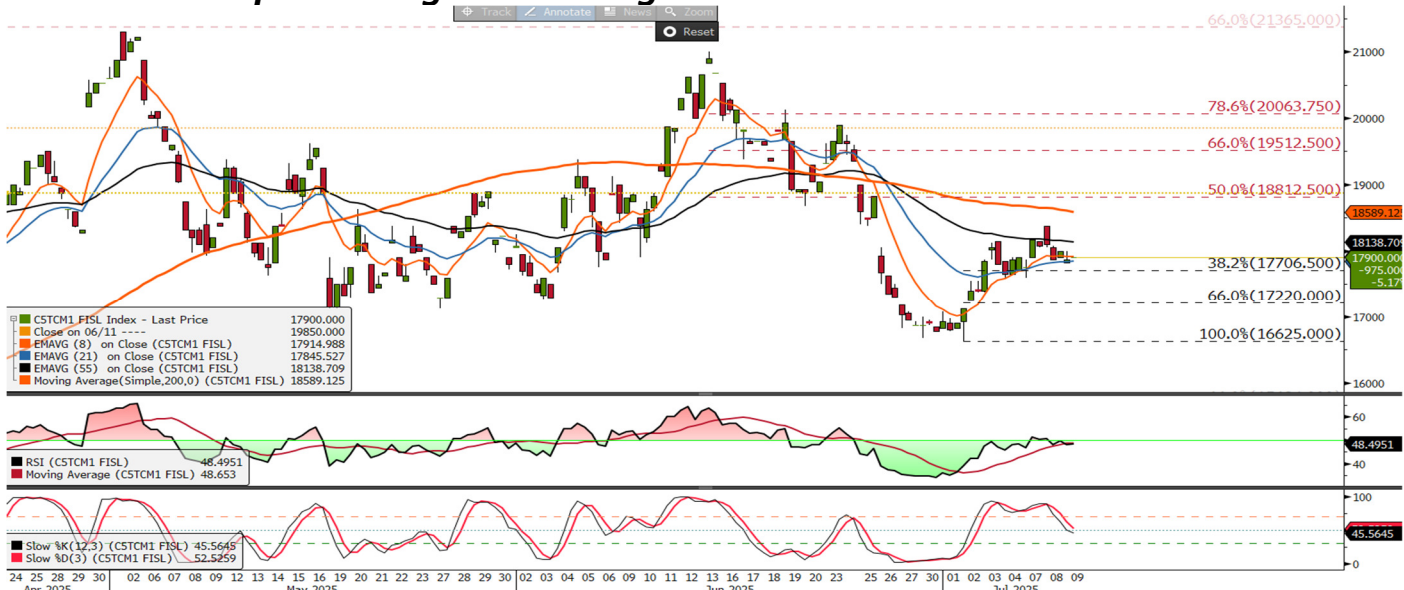 Track Annotate News Zoom
Reset
66.0%(21365.000)
21000
78.6%(20063.750)
20000
66.0%(19512.500)
19000
50.0%(18812.500)
18589.125
18138.709
17900.000
-975.000
38.2%(17706.500)
66.0%(17220.000)
17000
100.0%(16625.000)
16000
C5TCM1 FISL Index - Last Price 17900.000
Close on 06/11 ---- 19850.000
EMAVG (8) on Close (C5TCM1 FISL) 17914.988
EMAVG (21) on Close (C5TCM1 FISL) 17845.527
EMAVG (55) on Close (C5TCM1 FISL) 18138.709
Moving Average(Simple,200,0) (C5TCM1 FISL) 18589.125
60
48.4951
40
RSI (C5TCM1 FISL) 48.4951
Moving Average (C5TCM1 FISL) 48.653
100
45.5645
0
Slow %K(12,3) (C5TCM1 FISL) 45.5645
Slow %D(3) (C5TCM1 FISL) 52.5259
24 25 28 29 30 02 06 07 08 09 12 13 14 15 16 19 20 21 22 23 27 28 29 30 02 03 04 05 06 09 10 11 12 13 16 17 18 19 20 23 25 26 27 30 01 02 03 04 07 08 09
Apr 2025 May 2025 Jun 2025 Jul 2025